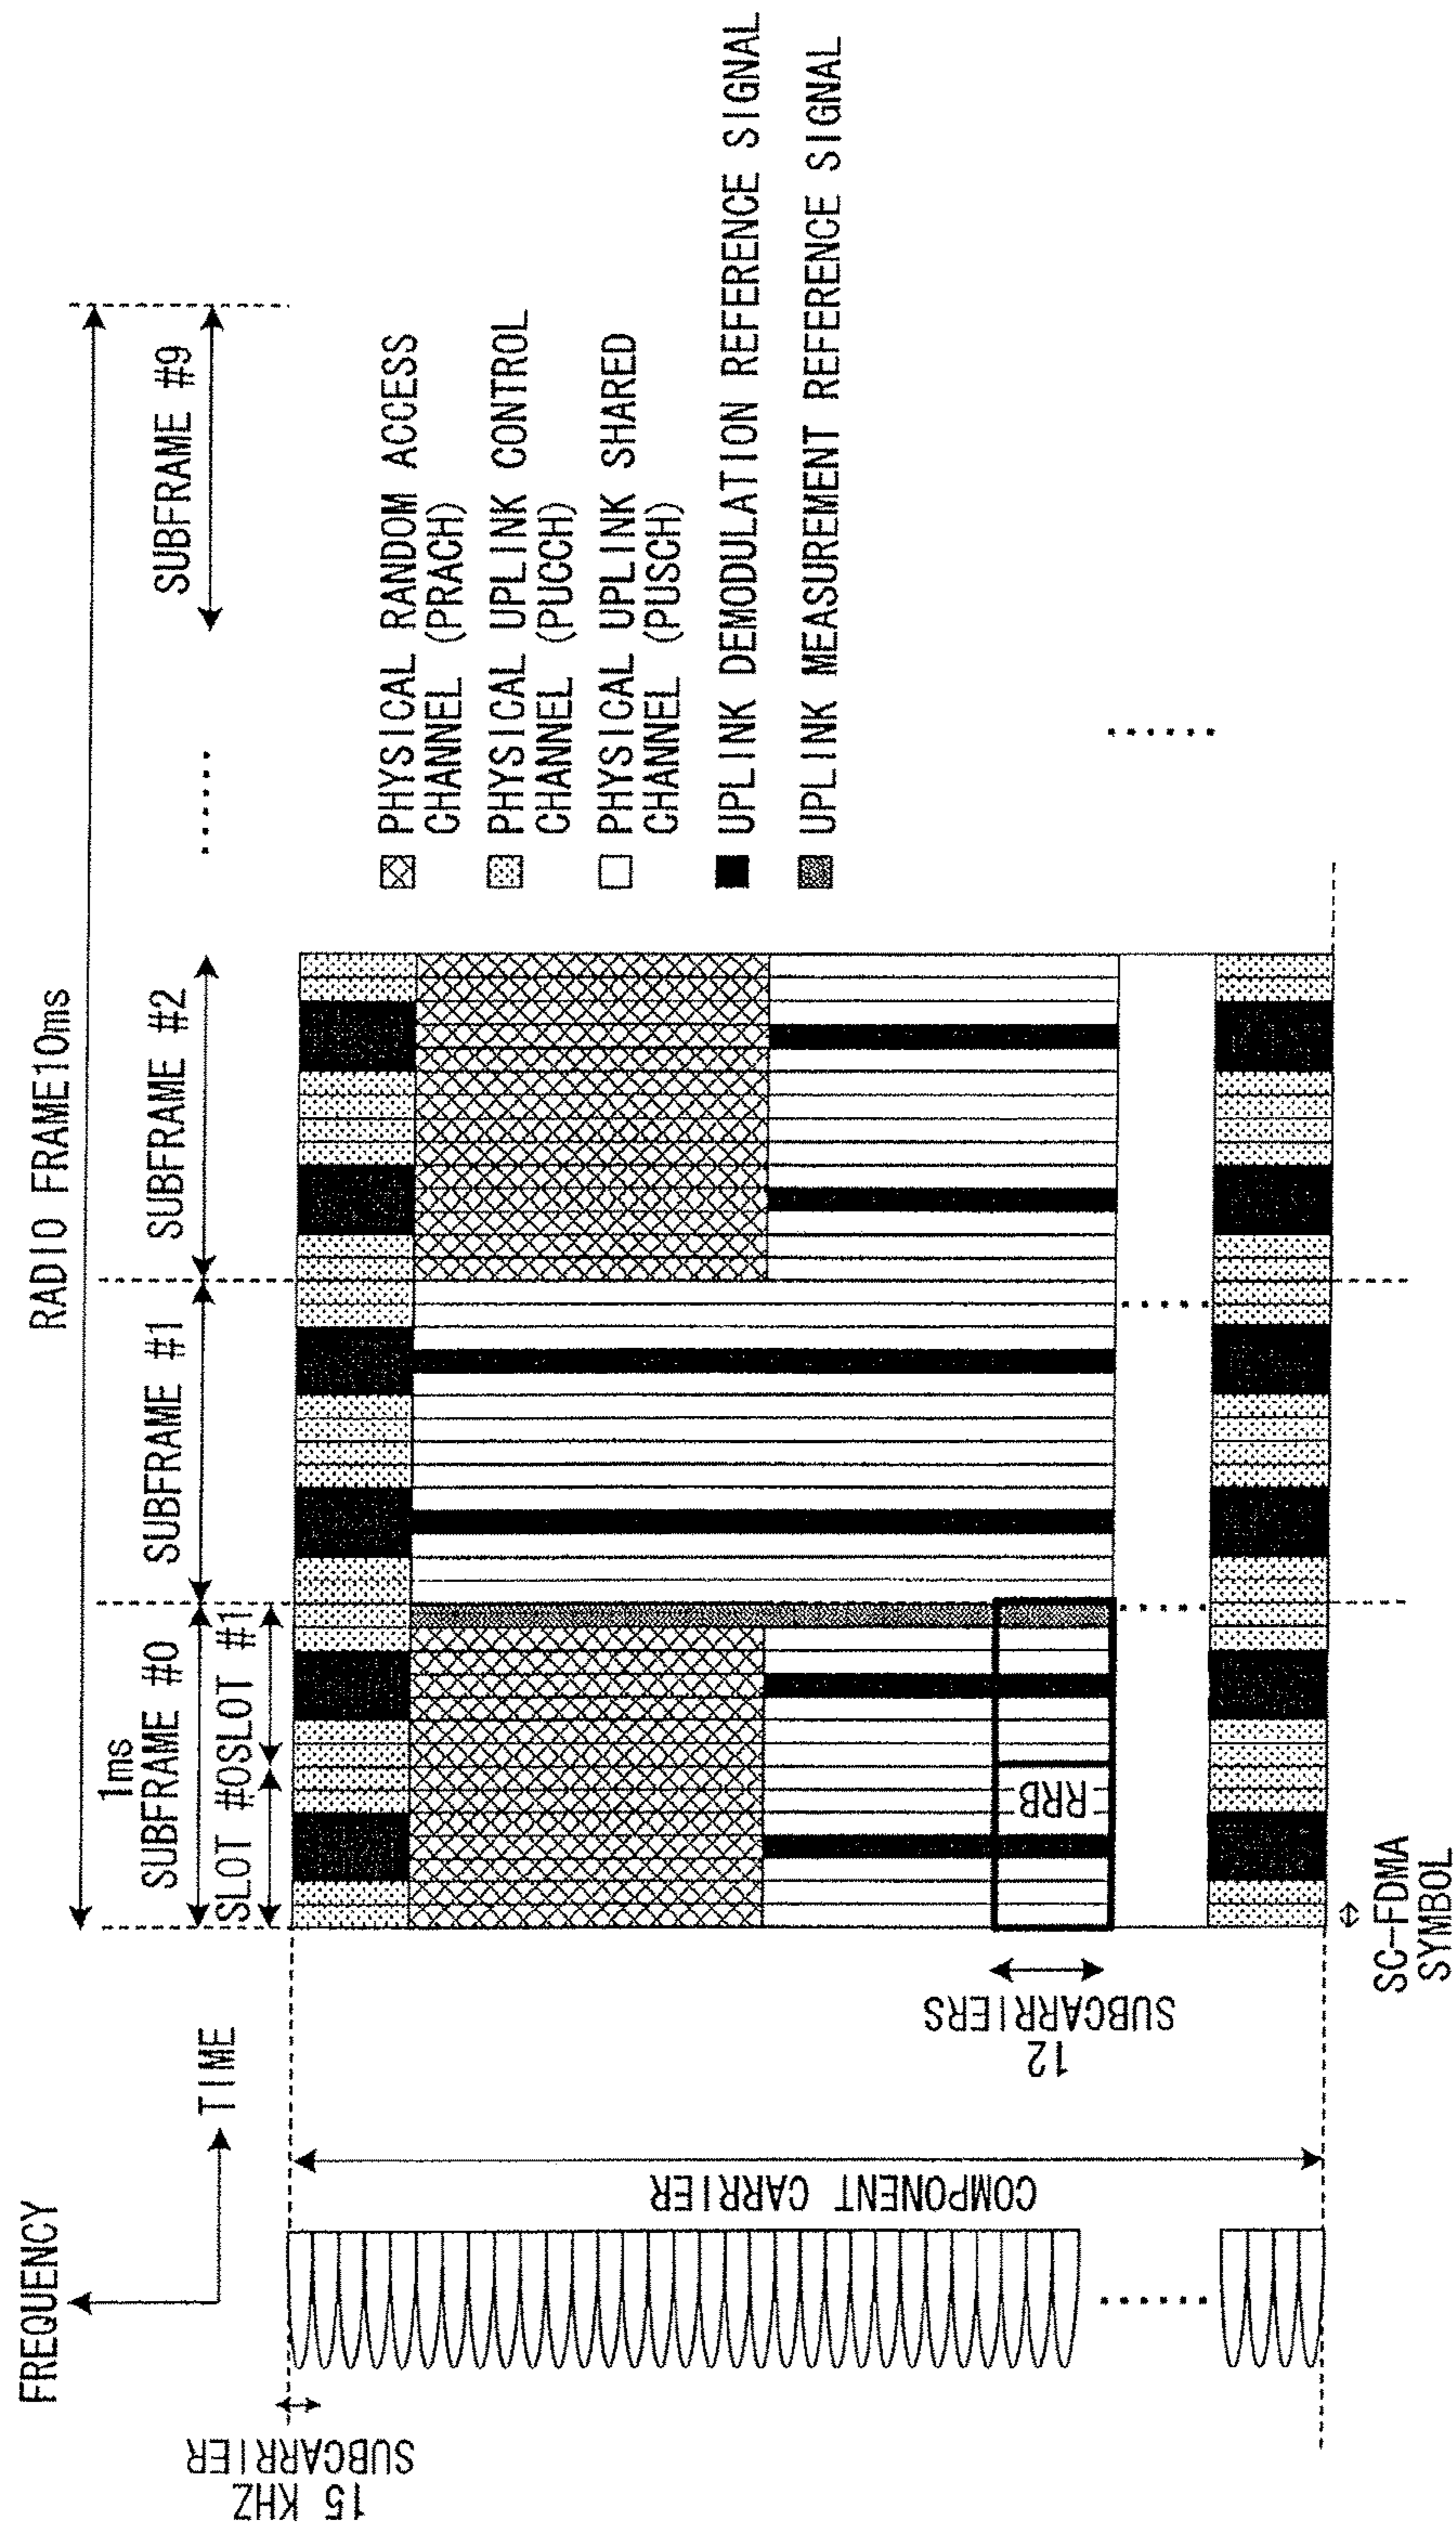 FREQUENCY
TIME
15 KHZ
SUBCARRIER
COMPONENT CARRIER
12
SUBCARRIERS
RADIO FRAME10ms
1ms
SUBFRAME #0
SUBFRAME #1
SUBFRAME #2
SUBFRAME #9
SLOT #0
SLOT #1
RRB
SC-FDMA
SYMBOL
PHYSICAL RANDOM ACCESS
CHANNEL (PRACH)
PHYSICAL UPLINK CONTROL
CHANNEL (PUCCH)
PHYSICAL UPLINK SHARED
CHANNEL (PUSCH)
UPLINK DEMODULATION REFERENCE SIGNAL
UPLINK MEASUREMENT REFERENCE SIGNAL